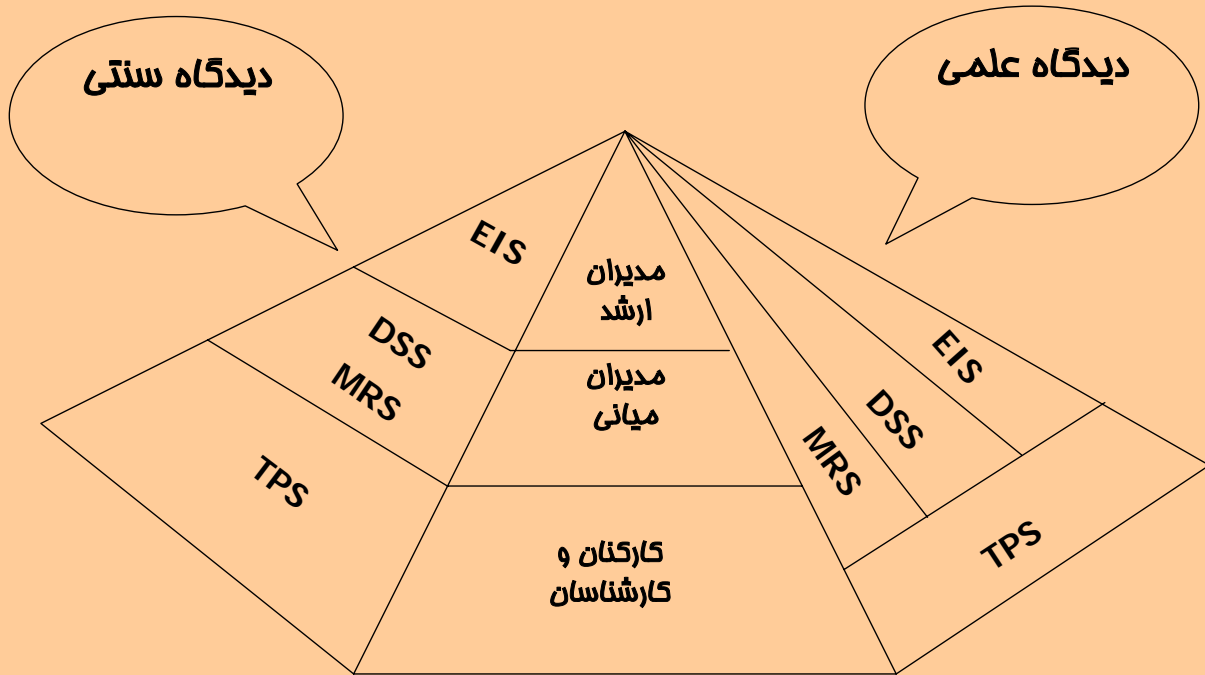 دیدگاه علمی
دیدگاه سنتی
EIS
DSS
MRS
TPS
مدیران
ارشد
مدیران
میانی
کارکنان و
کارشناسان
EIS
DSS
MRS
TPS